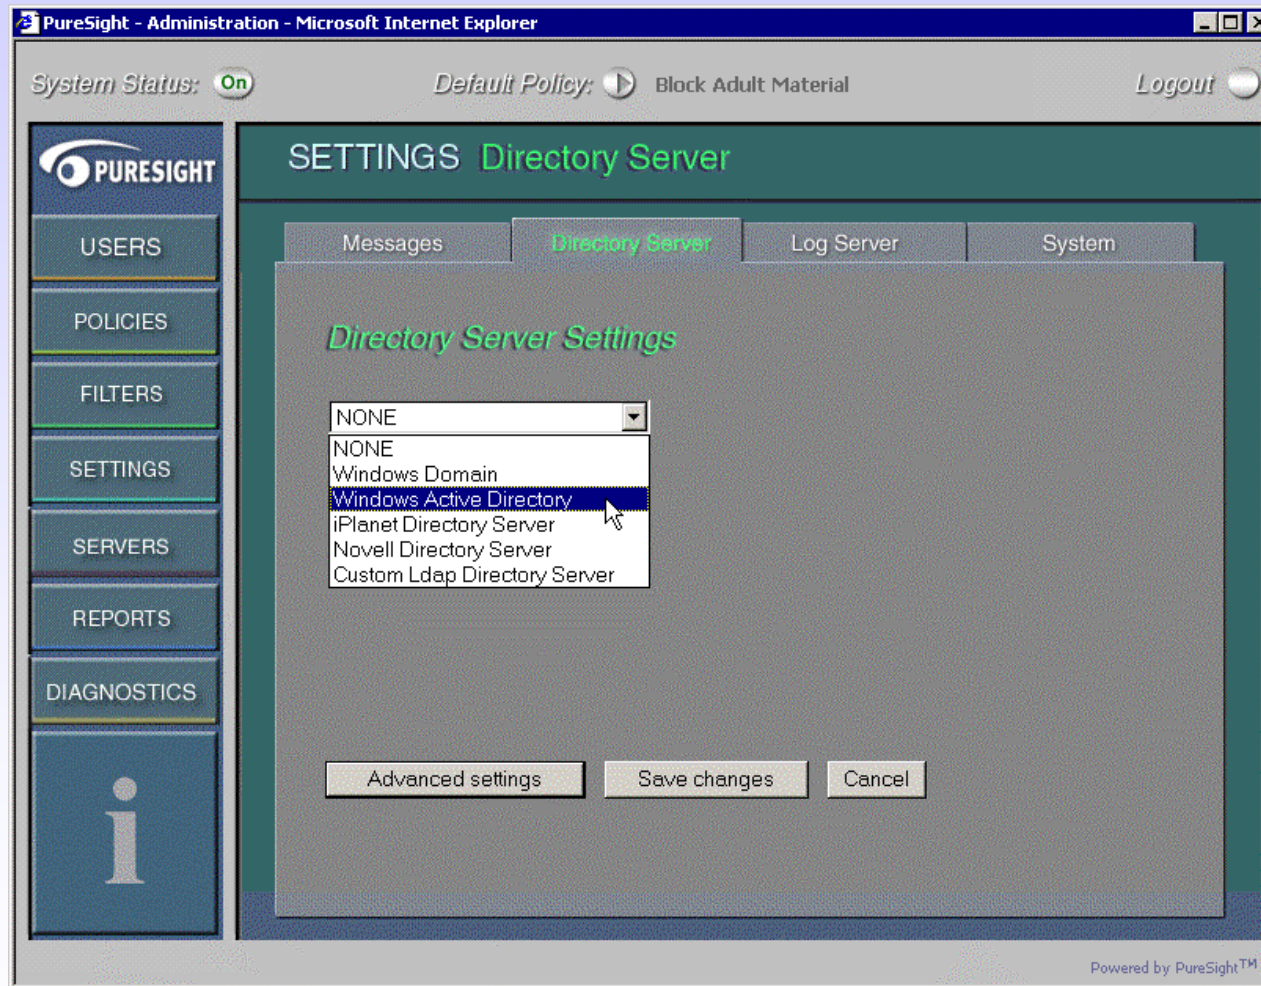 PureSight - Administration - Microsoft Internet Explorer
System Status: On
Default Policy: Block Adult Material
Logout
PURESIGHT
SETTINGS Directory Server
USERS
POLICIES
FILTERS
SETTINGS
SERVERS
REPORTS
DIAGNOSTICS
i
Messages
Directory Server
Log Server
System
Directory Server Settings
NONE
NONE
Windows Domain
Windows Active Directory
iPlanet Directory Server
Novell Directory Server
Custom Ldap Directory Server
Advanced settings
Save changes
Cancel
Powered by PureSight™